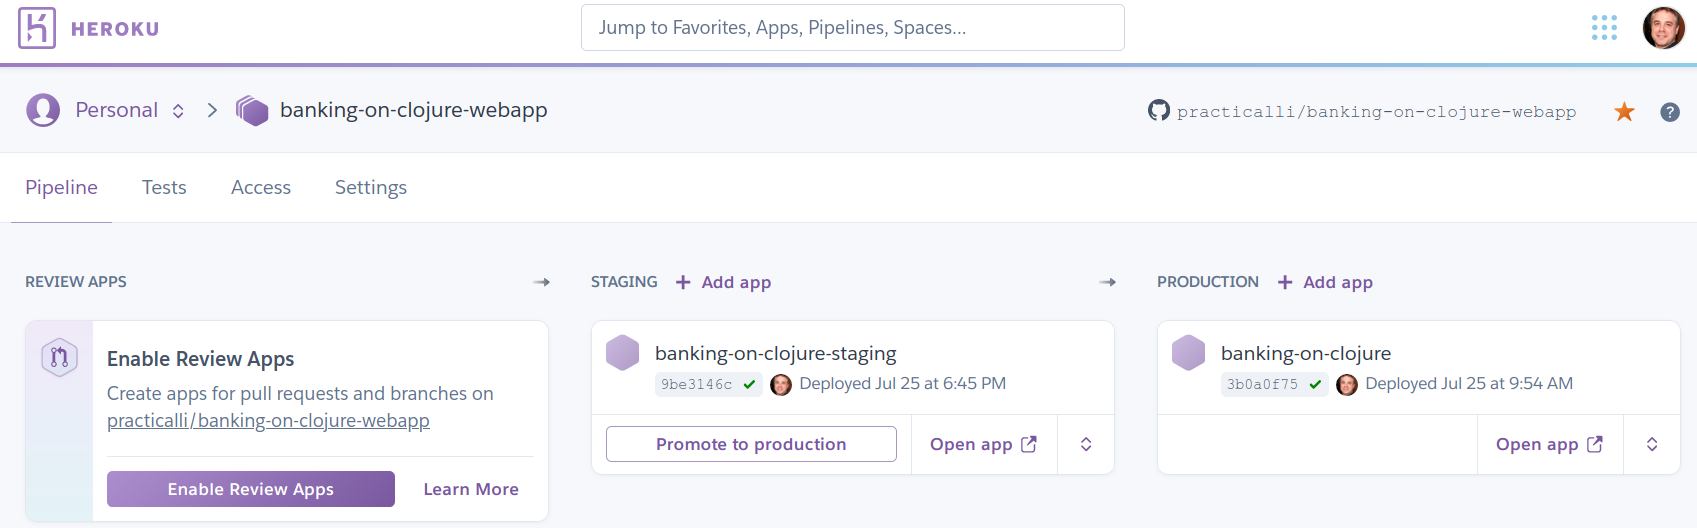 HEROKU
Jump to Favorites, Apps, Pipelines, Spaces...
Personal > banking-on-clojure-webapp
practicalli/banking-on-clojure-webapp
?
Pipeline Tests Access Settings
REVIEW APPS
Enable Review Apps
Create apps for pull requests and branches on
practicalli/banking-on-clojure-webapp
Enable Review Apps Learn More
STAGING + Add app
banking-on-clojure-staging
9be3146c ✓ Deployed Jul 25 at 6:45 PM
Promote to production Open app
PRODUCTION + Add app
banking-on-clojure
3b0a0f75 ✓ Deployed Jul 25 at 9:54 AM
Open app